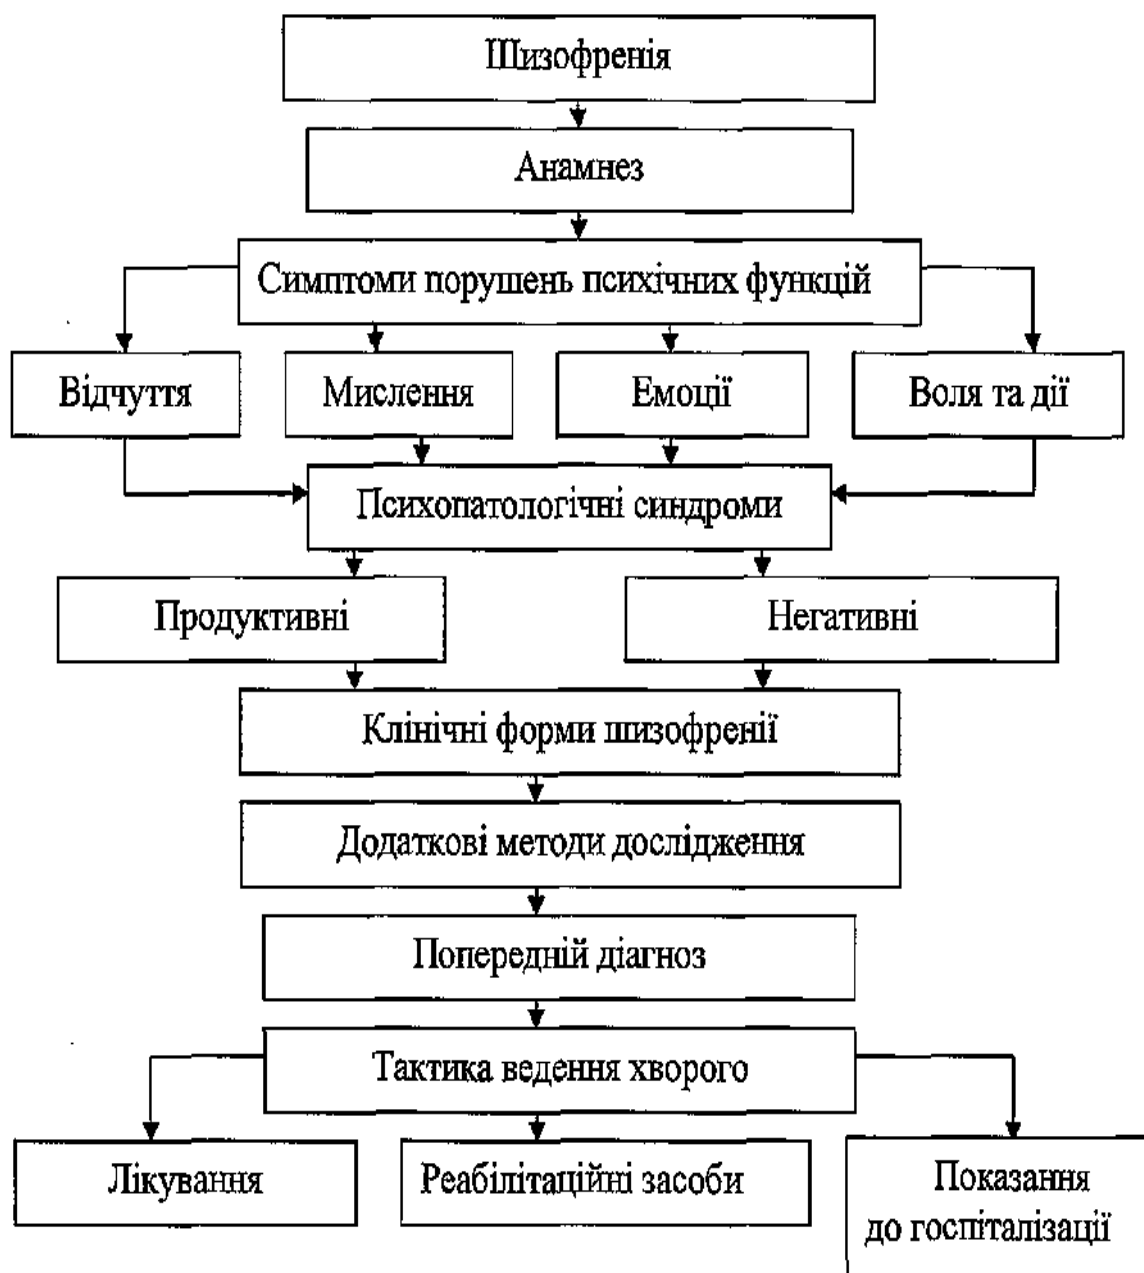 Шизофренія
Анамнез
Симптоми порушень психічних функцій
Відчуття
Мислення
Емоції
Воля та дії
Психопатологічні синдроми
Продуктивні
Негативні
Клінічні форми шизофренії
Додаткові методи дослідження
Попередній діагноз
Тактика ведення хворого
Лікування
Реабілітаційні засоби
Показання
до госпіталізації